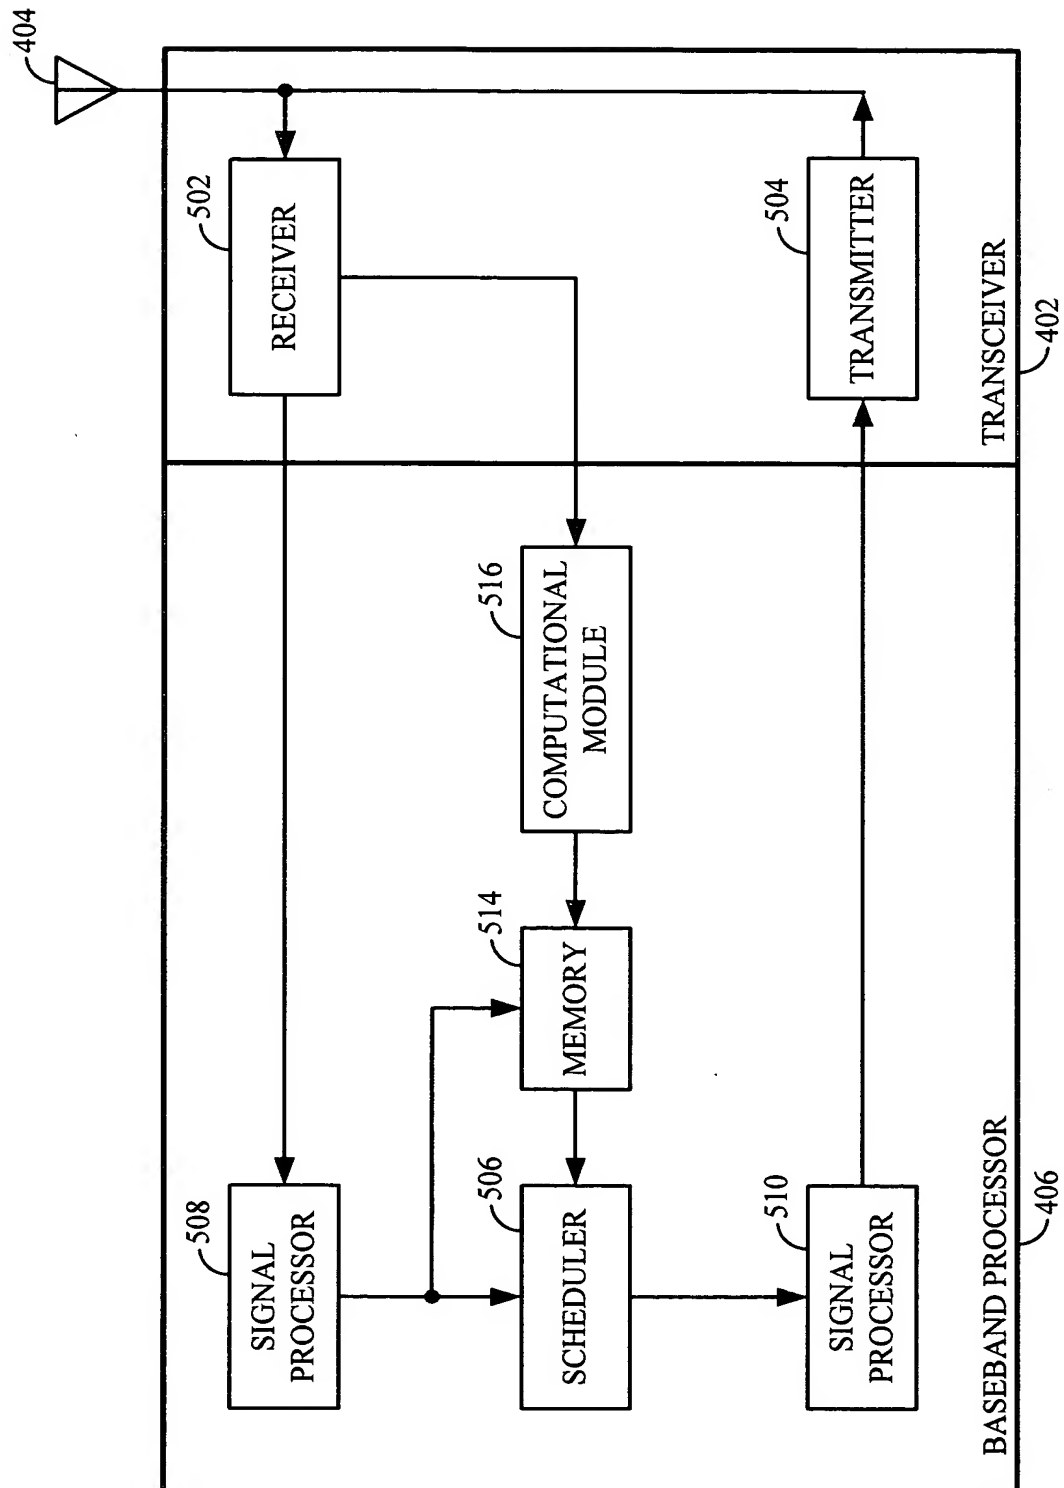 404
502
RECEIVER
504
TRANSMITTER
TRANSCEIVER
402
516
COMPUTATIONAL
MODULE
514
MEMORY
508
SIGNAL
PROCESSOR
506
SCHEDULER
510
SIGNAL
PROCESSOR
BASEBAND PROCESSOR
406